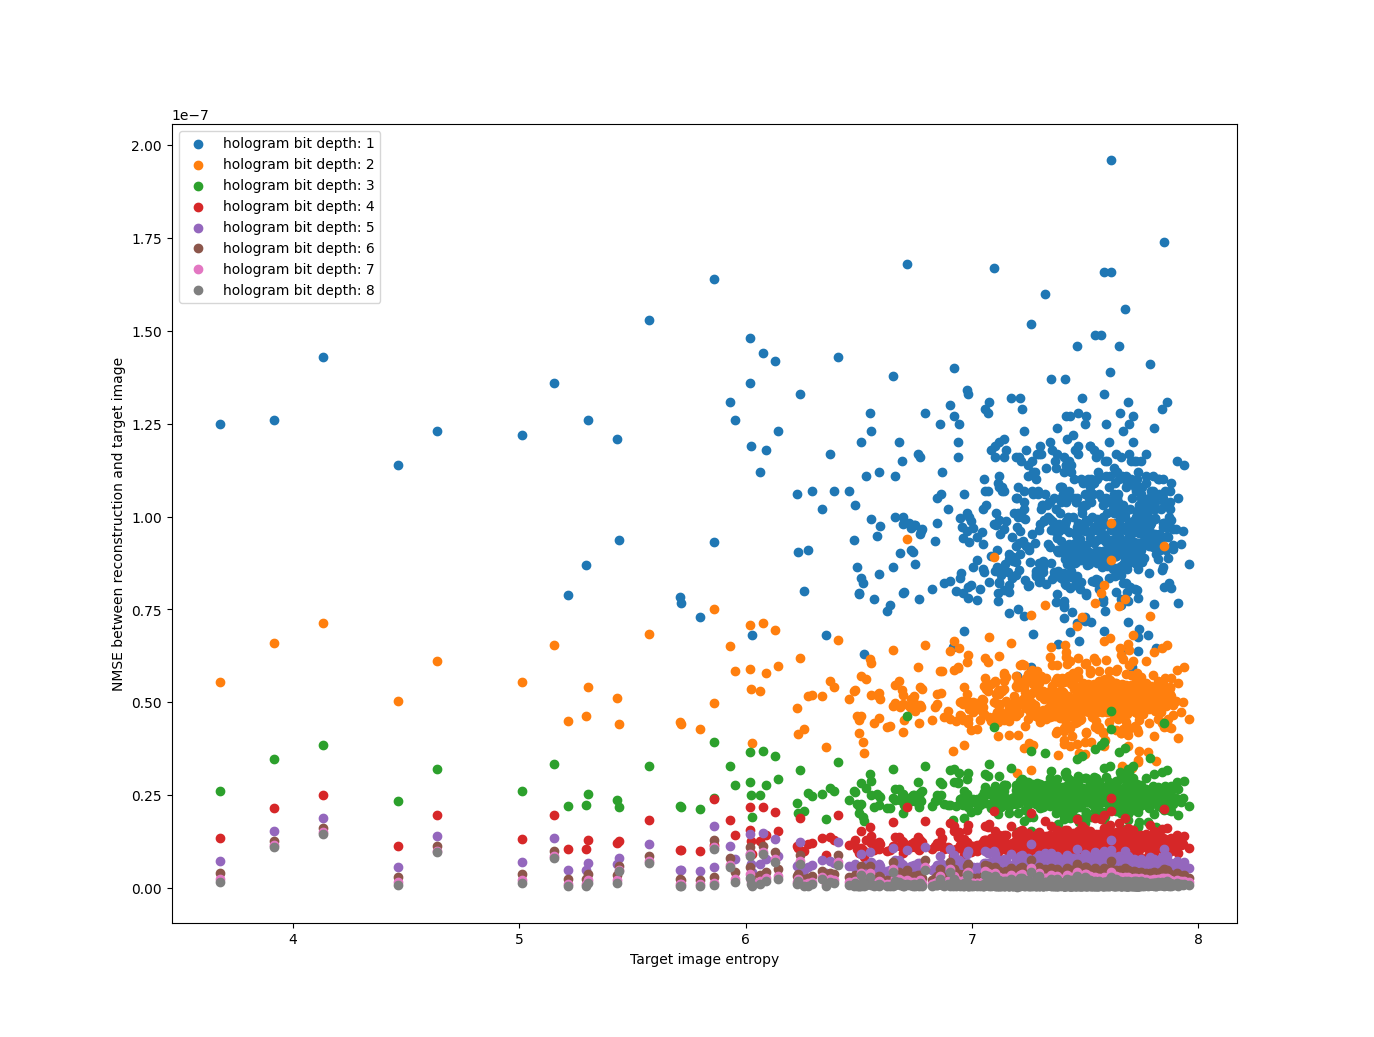 1e−7
2.00
1.75
1.50
1.25
1.00
0.75
0.50
0.25
0.00
NMSE between reconstruction and target image
hologram bit depth: 1
hologram bit depth: 2
hologram bit depth: 3
hologram bit depth: 4
hologram bit depth: 5
hologram bit depth: 6
hologram bit depth: 7
hologram bit depth: 8
4 5 6 7 8
Target image entropy